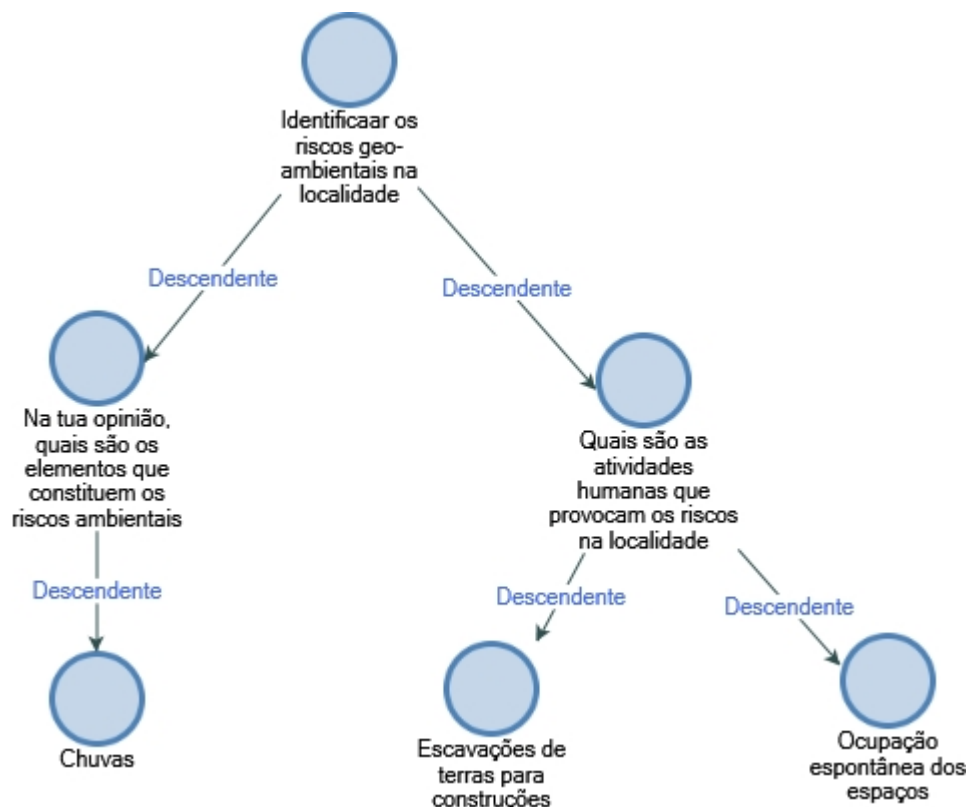 Identificaar os
riscos geo-
ambientais na
localidade
Descendente
Descendente
Na tua opinião,
quais são os
elementos que
constituem os
riscos ambientais
Quais são as
atividades
humanas que
provocam os riscos
na localidade
Descendente
Descendente
Descendente
Chuvas
Escavações de
terras para
construções
Ocupação
espontânea dos
espaços